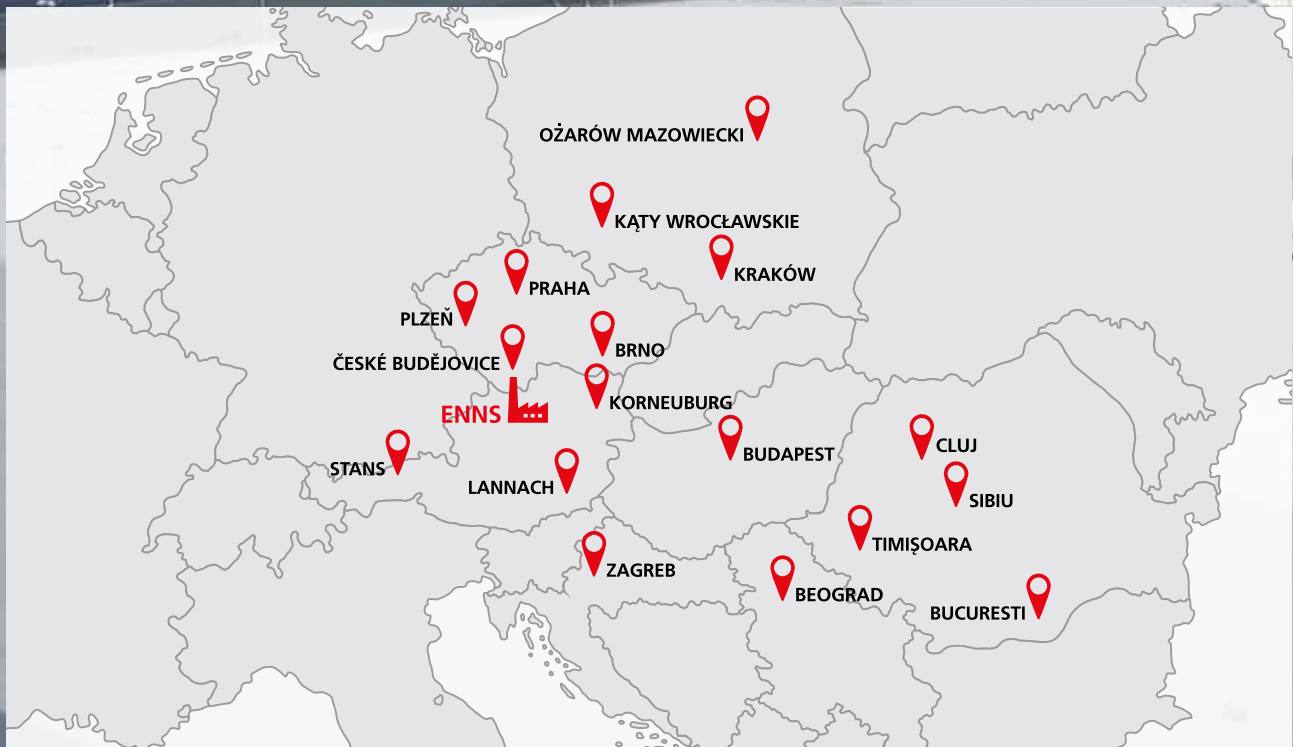 OŻARÓW MAZOWIECKI
KĄTY WROCŁAWSKIE
KRAKÓW
PRAHA
PLZEŇ
BRNO
ČESKÉ BUDĚJOVICE
KORNEUBURG
ENNS
CLUJ
BUDAPEST
STANS
LANNACH
SIBIU
TIMIȘOARA
ZAGREB
BEOGRAD
BUCURESTI